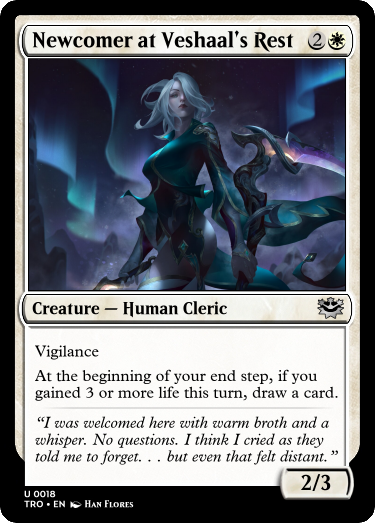 Newcomer at Veshaal's Rest 2
Creature — Human Cleric
Vigilance
At the beginning of your end step, if you
gained 3 or more life this turn, draw a card.
“I was welcomed here with warm broth and a
whisper. No questions. I think I cried as they
told me to forget. . . but even that felt distant.”
2/3
U 0018
TRO • EN Han Flores